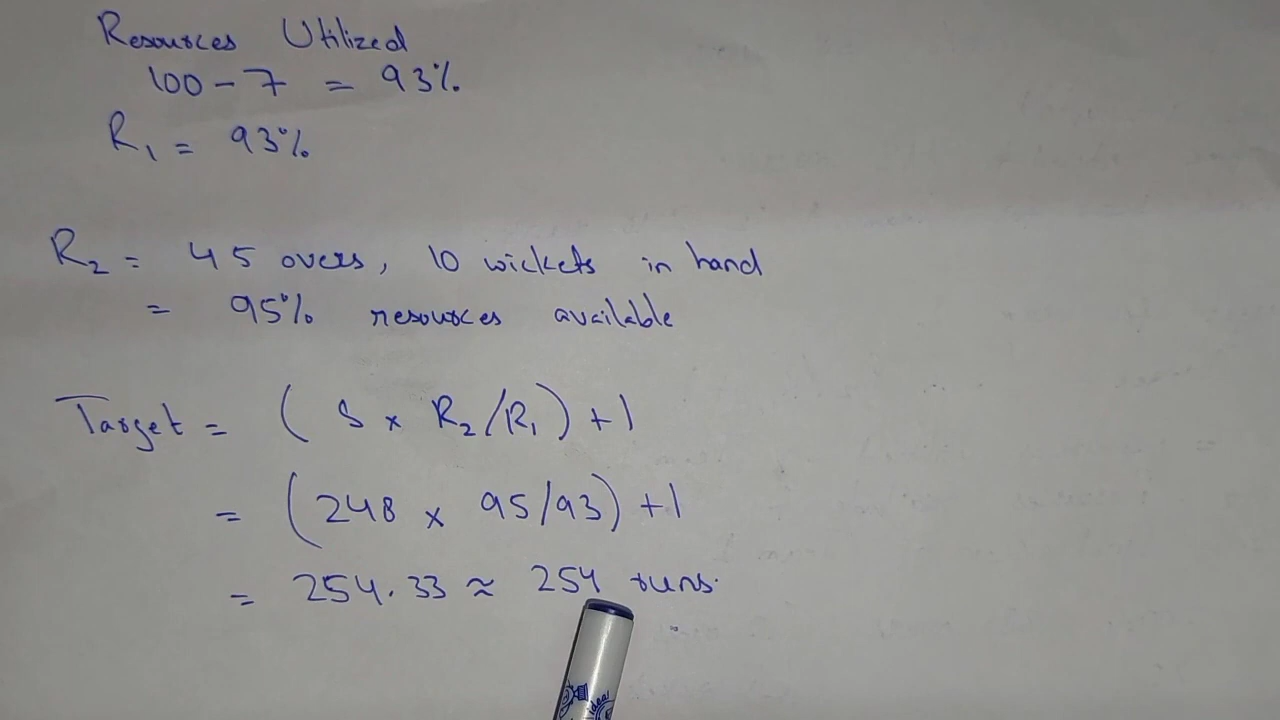 Resources Utilized
100 - 7 = 93%
R₁ = 93%
R₂ = 45 overs, 10 wickets in hand
= 95% resources available
Target = ( S × R₂/R₁ ) + 1
= ( 248 × 95/93 ) + 1
= 254.33 ≈ 254 runs.
ideal